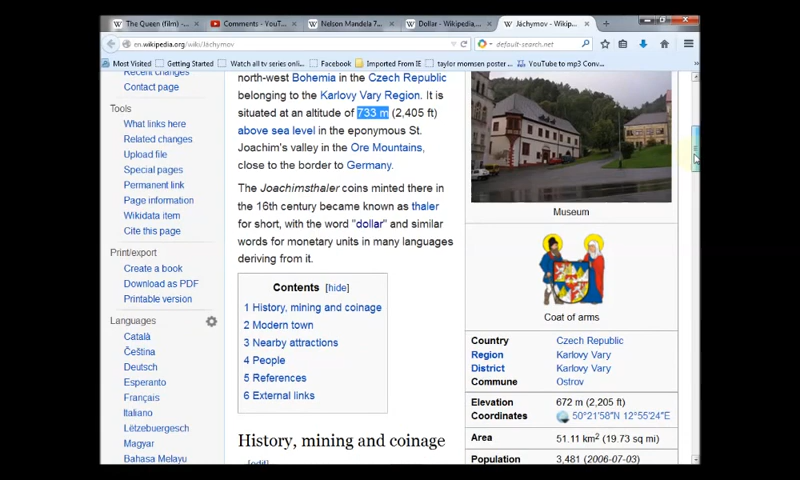 The Queen (film) - ...
Comments - YouT...
Nelson Mandela 7...
Dollar - Wikipedia,...
Jáchymov - Wikip...
en.wikipedia.org/wiki/Jáchymov
default-search.net
Most Visited
Getting Started
Watch all tv series onlin...
Facebook
Imported From IE
taylor momsen poster ...
YouTube to mp3 Conv...
Recent changes
Contact page
Tools
What links here
Related changes
Upload file
Special pages
Permanent link
Page information
Wikidata item
Cite this page
Print/export
Create a book
Download as PDF
Printable version
Languages
Català
Čeština
Deutsch
Esperanto
Français
Italiano
Lëtzebuergesch
Magyar
Bahasa Melayu
north-west Bohemia in the Czech Republic
belonging to the Karlovy Vary Region. It is
situated at an altitude of 733 m (2,405 ft)
above sea level in the eponymous St.
Joachim's valley in the Ore Mountains,
close to the border to Germany.
The Joachimsthaler coins minted there in
the 16th century became known as thaler
for short, with the word "dollar" and similar
words for monetary units in many languages
deriving from it.
Contents [hide]
1 History, mining and coinage
2 Modern town
3 Nearby attractions
4 People
5 References
6 External links
History, mining and coinage
[edit]
Museum
Coat of arms
Country Czech Republic
Region Karlovy Vary
District Karlovy Vary
Commune Ostrov
Elevation 672 m (2,205 ft)
Coordinates 50°21′58″N 12°55′24″E
Area 51.11 km² (19.73 sq mi)
Population 3,481 (2006-07-03)